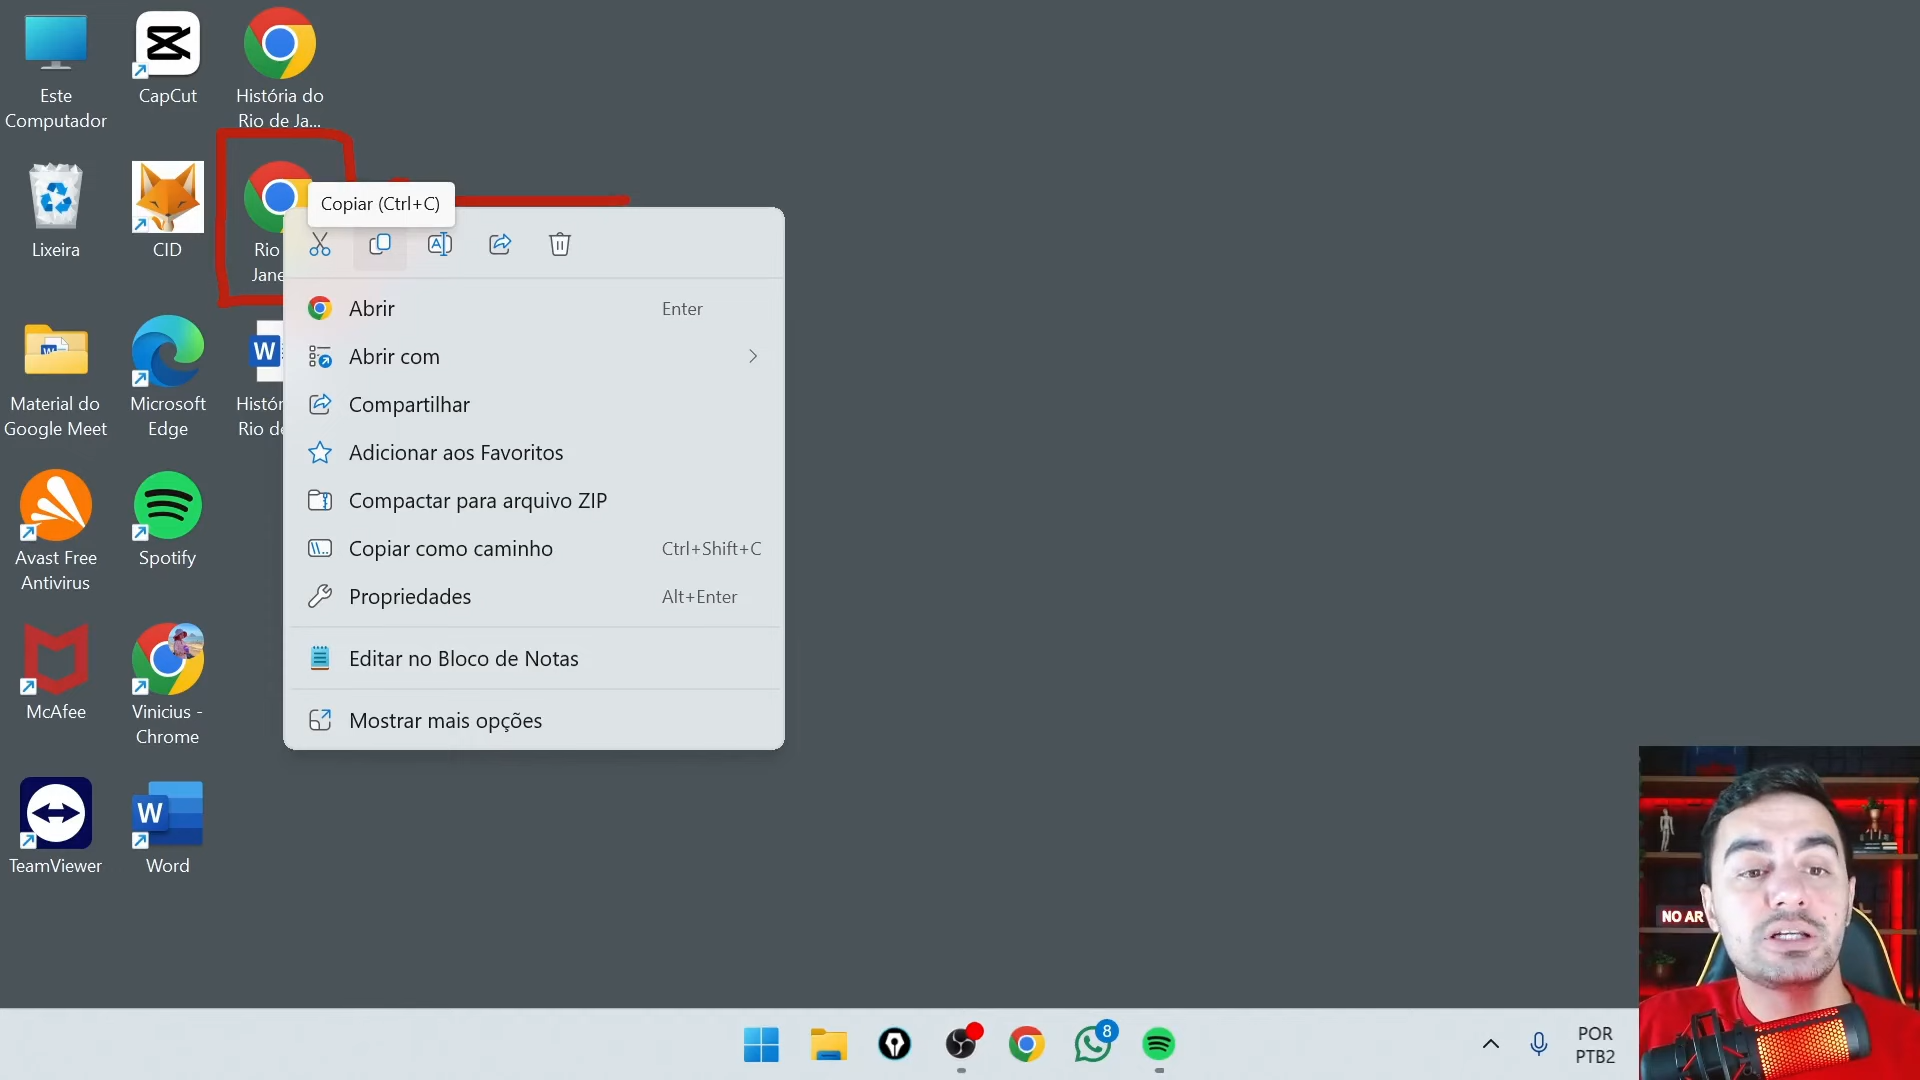 Este
Computador
CapCut
História do
Rio de Ja...
Lixeira
CID
Rio
Jane
Copiar (Ctrl+C)
Abrir
Enter
Abrir com
Compartilhar
Adicionar aos Favoritos
Compactar para arquivo ZIP
Copiar como caminho
Ctrl+Shift+C
Propriedades
Alt+Enter
Editar no Bloco de Notas
Mostrar mais opções
Material do
Google Meet
Microsoft
Edge
W
Histór
Rio de
Avast Free
Antivirus
Spotify
McAfee
Vinicius -
Chrome
TeamViewer
W
Word
NO AR
8
POR
PTB2